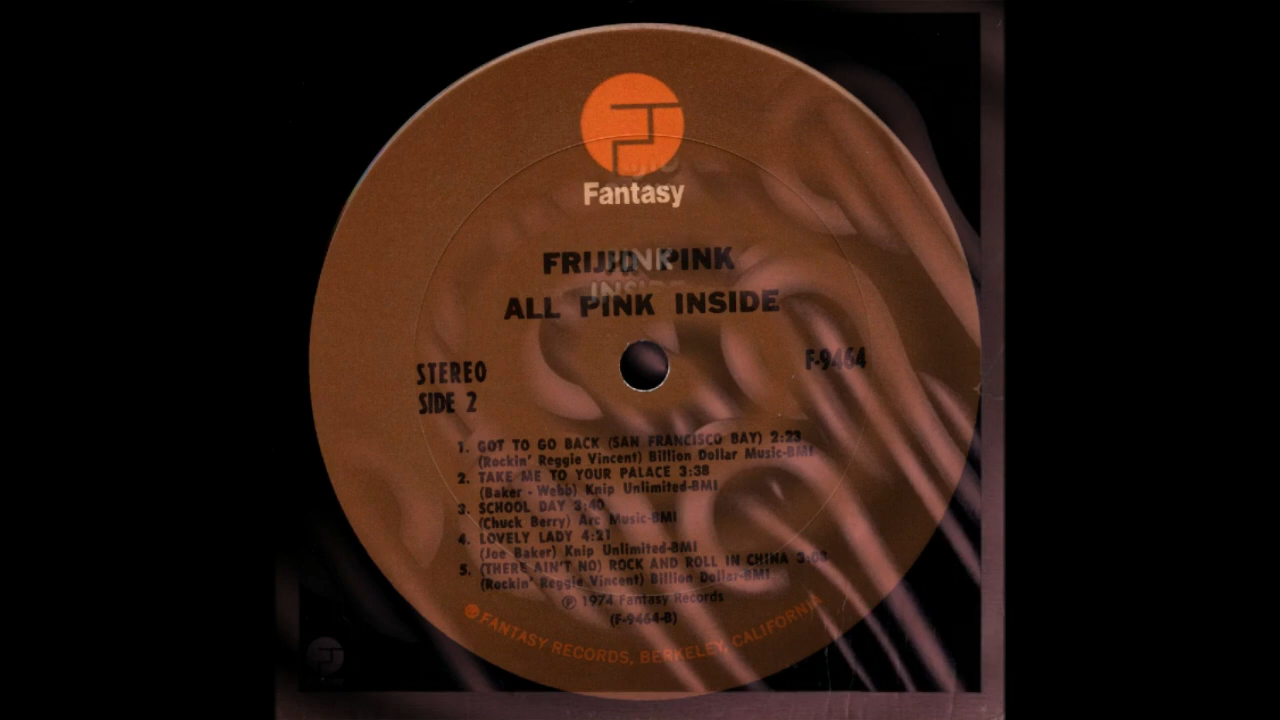 Fantasy
FRIJID PINK
ALL PINK INSIDE
STEREO
F-9464
SIDE 2
1. GOT TO GO BACK (SAN FRANCISCO BAY) 2:23
(Rockin' Reggie Vincent) Billion Dollar Music-BMI
2. TAKE ME TO YOUR PALACE 3:38
(Baker - Webb) Knip Unlimited-BMI
3. SCHOOL DAY 3:40
(Chuck Berry) Arc Music-BMI
4. LOVELY LADY 4:21
(Joe Baker) Knip Unlimited-BMI
5. (THERE AIN'T NO) ROCK AND ROLL IN CHINA 3:03
(Rockin' Reggie Vincent) Billion Dollar-BMI
Ⓟ 1974 Fantasy Records
(F-9464-B)
®FANTASY RECORDS, BERKELEY, CALIFORNIA